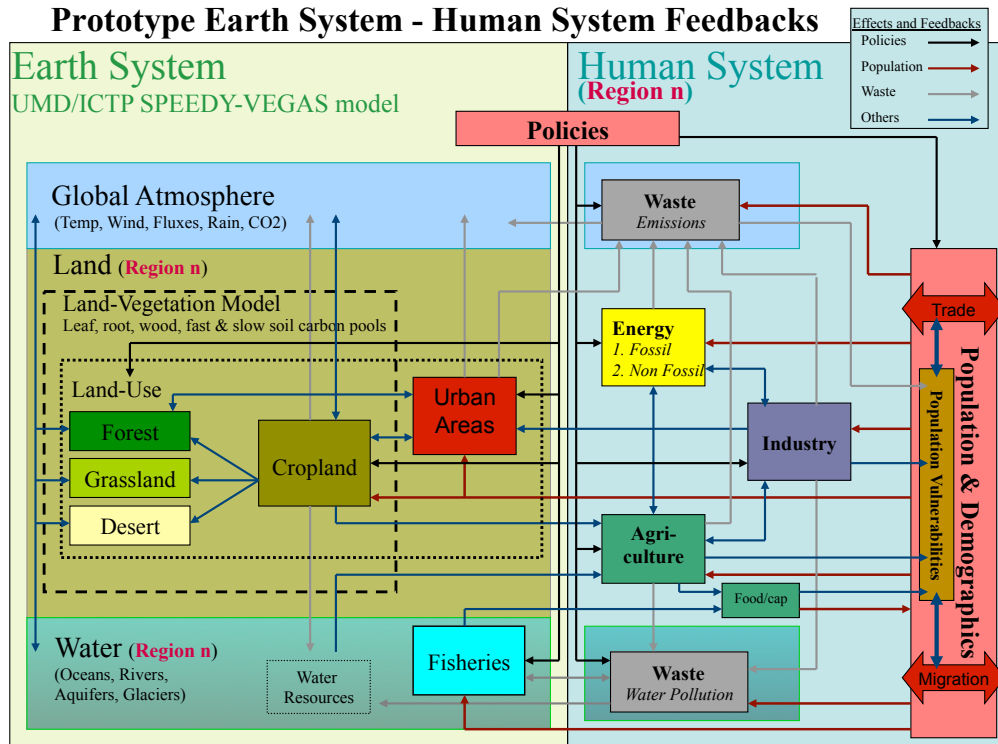 Prototype Earth System - Human System Feedbacks
Effects and Feedbacks
Policies
Population
Waste
Others
Earth System
UMD/ICTP SPEEDY-VEGAS model
Human System
(Region n)
Policies
Global Atmosphere
(Temp, Wind, Fluxes, Rain, CO2)
Waste
Emissions
Land (Region n)
Land-Vegetation Model
Leaf, root, wood, fast & slow soil carbon pools
Land-Use
Forest
Grassland
Desert
Cropland
Urban
Areas
Energy
1. Fossil
2. Non Fossil
Industry
Agri-
culture
Food/cap
Trade
Population Vulnerabilities
Population & Demographics
Migration
Water (Region n)
(Oceans, Rivers,
Aquifers, Glaciers)
Water
Resources
Fisheries
Waste
Water Pollution